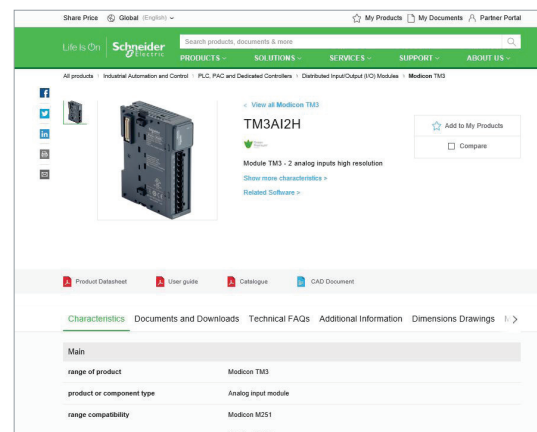 Share Price Global (English) My Products My Documents Partner Portal
Life Is On Schneider Electric
Search products, documents & more
PRODUCTS SOLUTIONS SERVICES SUPPORT ABOUT US
All products Industrial Automation and Control PLC, PAC and Dedicated Controllers Distributed Input/Output (I/O) Modules Modicon TM3
« View all Modicon TM3
TM3AI2H
Add to My Products
Compare
Module TM3 - 2 analog inputs high resolution
Show more characteristics »
Related Software »
Product Datasheet User guide Catalogue CAD Document
Characteristics Documents and Downloads Technical FAQs Additional Information Dimensions Drawings
Main
range of product Modicon TM3
product or component type Analog input module
range compatibility Modicon M251